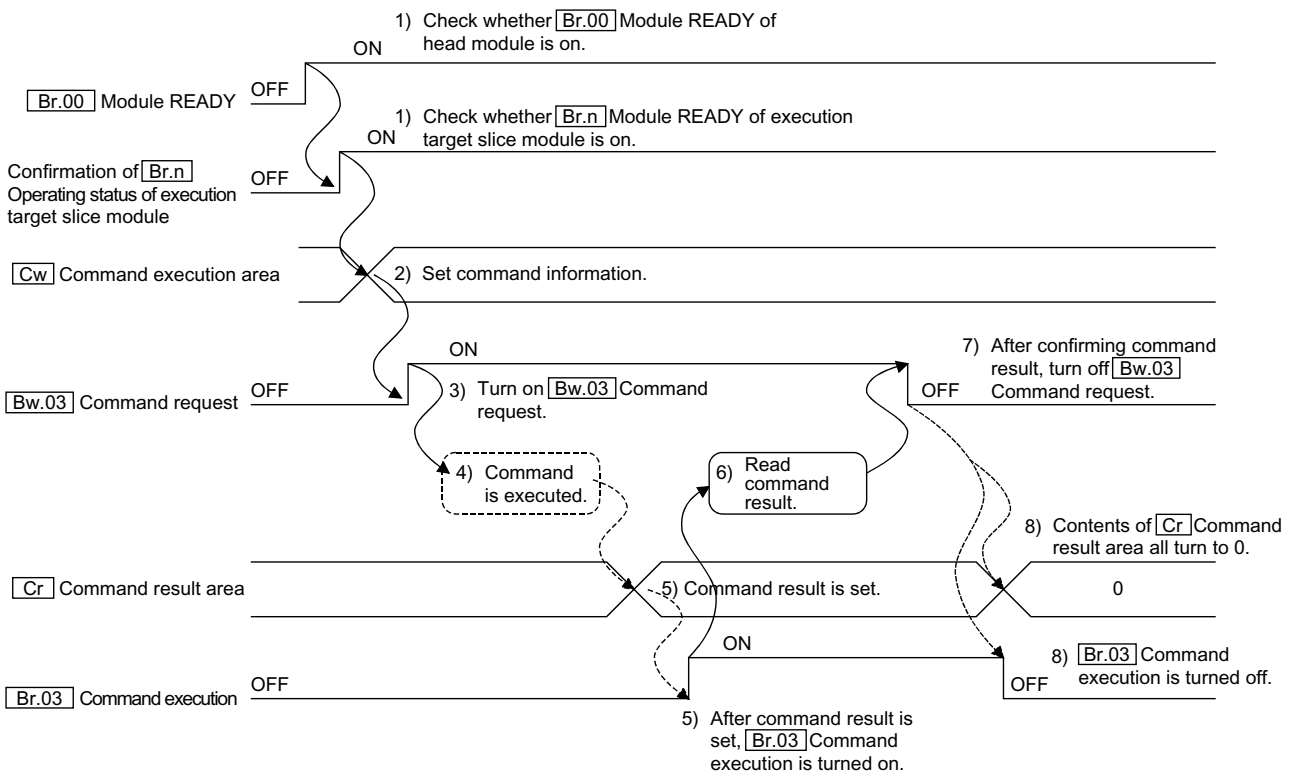 1) Check whether Br.00 Module READY of
head module is on.
ON
Br.00 Module READY
OFF
1) Check whether Br.n Module READY of execution
target slice module is on.
ON
Confirmation of Br.n
Operating status of execution
target slice module
OFF
Cw Command execution area
2) Set command information.
ON
7) After confirming command
result, turn off Bw.03
Command request.
Bw.03 Command request
OFF
3) Turn on Bw.03 Command
request.
OFF
4) Command
is executed.
6) Read
command
result.
8) Contents of Cr Command
result area all turn to 0.
Cr Command result area
5) Command result is set.
0
ON
8) Br.03 Command
execution is turned off.
Br.03 Command execution
OFF
OFF
5) After command result is
set, Br.03 Command
execution is turned on.